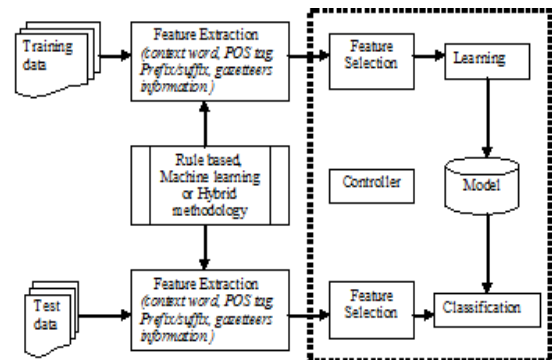 Training
data
Feature Extraction
(context word, POS tag
Prefix/suffix, gazetteers
information )
Feature
Selection
Learning
Rule based,
Machine learning
or Hybrid
methodology
Controller
Model
Test
data
Feature Extraction
(context word, POS tag
Prefix/suffix, gazetteers
information )
Feature
Selection
Classification